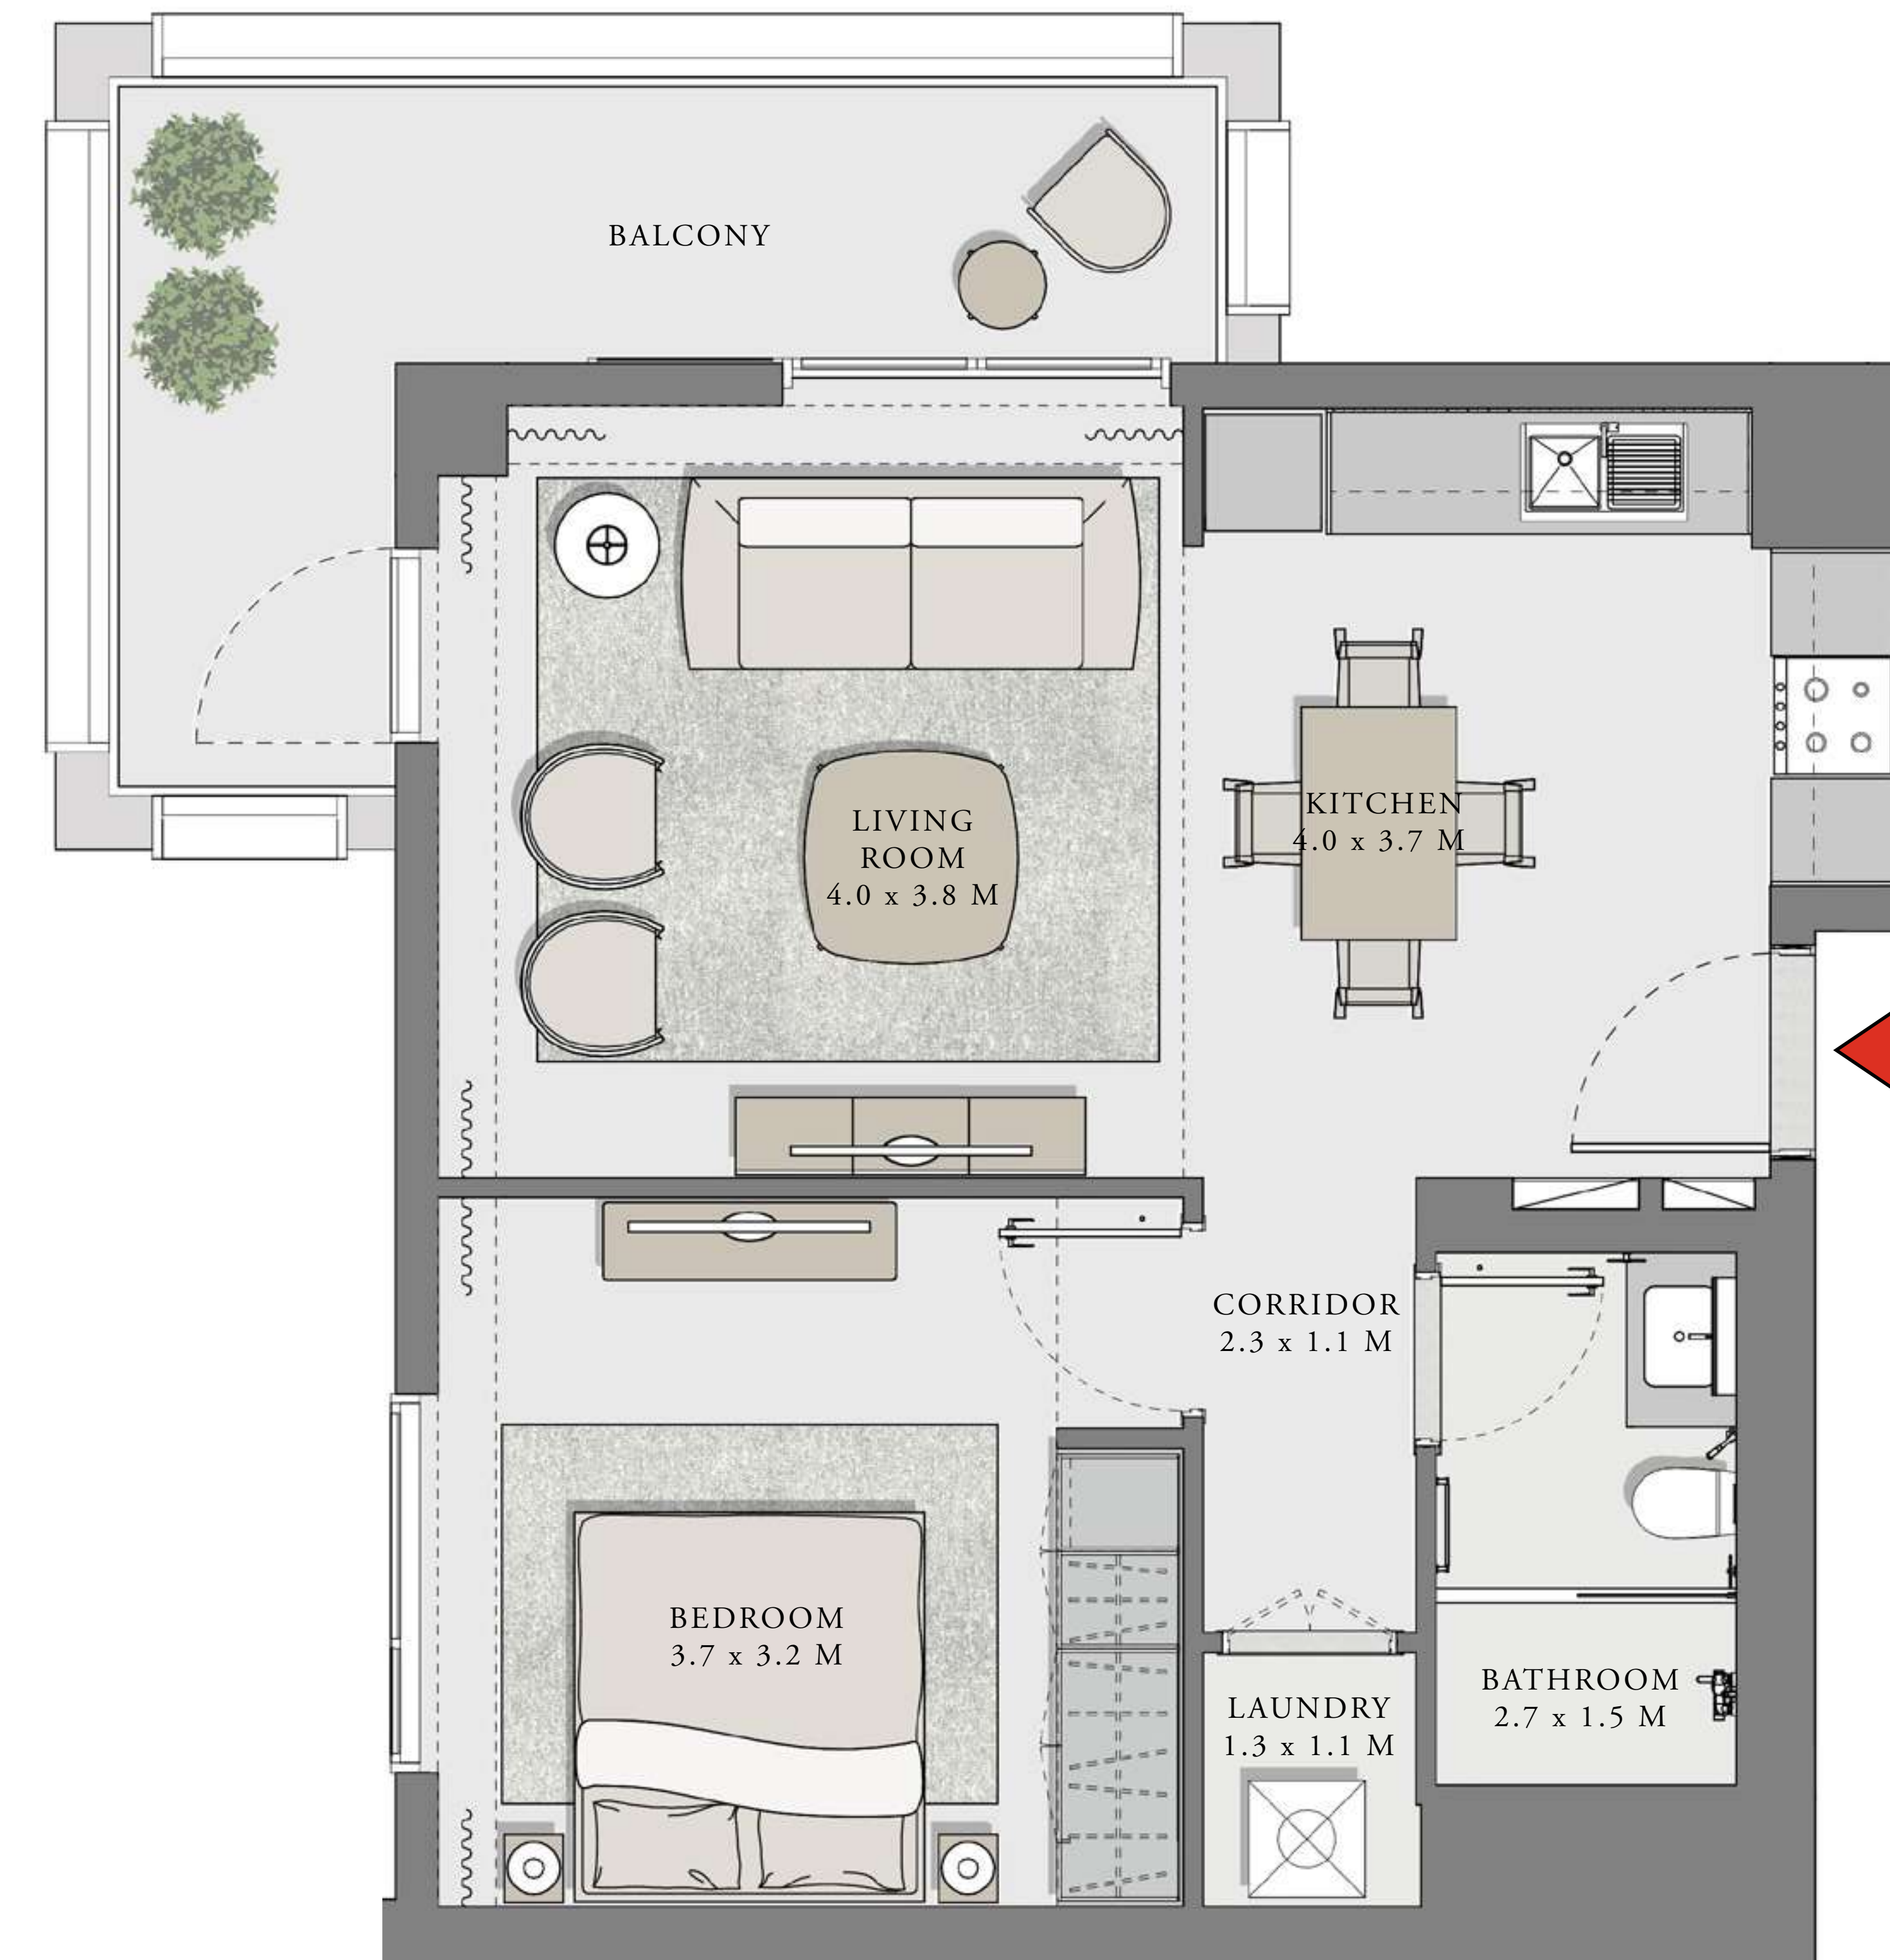 BALCONY
LIVING
ROOM
4.0 x 3.8 M
KITCHEN
4.0 x 3.7 M
CORRIDOR
2.3 x 1.1 M
BEDROOM
3.7 x 3.2 M
LAUNDRY
1.3 x 1.1 M
BATHROOM
2.7 x 1.5 M